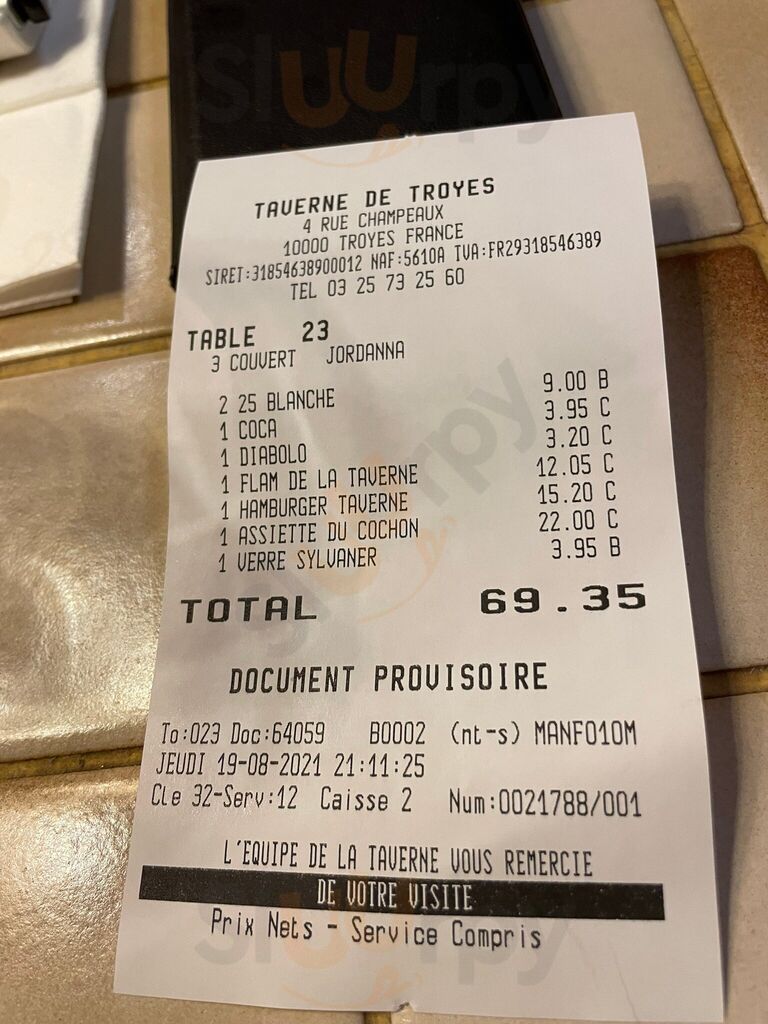 TAVERNE DE TROYES
4 RUE CHAMPEAUX
10000 TROYES FRANCE
SIRET:31854638900012 NAF:5610A TVA:FR29318546389
TEL 03 25 73 25 60
TABLE 23
3 COUVERT JORDANNA
2 25 BLANCHE 9.00 B
1 COCA 3.95 C
1 DIABOLO 3.20 C
1 FLAM DE LA TAVERNE 12.05 C
1 HAMBURGER TAVERNE 15.20 C
1 ASSIETTE DU COCHON 22.00 C
1 VERRE SYLVANER 3.95 B
TOTAL 69.35
DOCUMENT PROVISOIRE
To:023 Doc:64059 B0002 (nt-s) MANFO10M
JEUDI 19-08-2021 21:11:25
Cle 32-Serv:12 Caisse 2 Num:0021788/001
L'EQUIPE DE LA TAVERNE VOUS REMERCIE
DE VOTRE VISITE
Prix Nets - Service Compris
Sluurpy
Sluurpy
Sluurpy